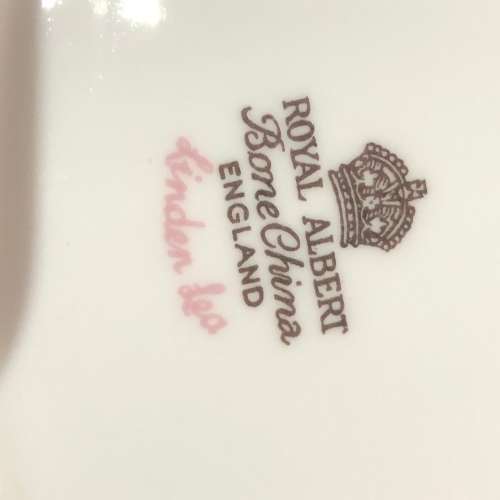 ROYAL ALBERT
Bone China
ENGLAND
Linden Lea